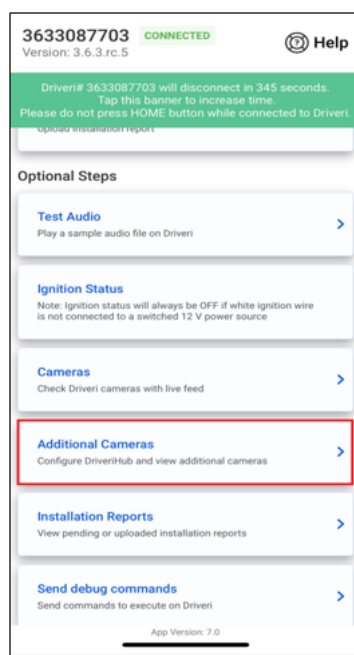 3633087703 CONNECTED
Version: 3.6.3.rc.5
Help
Driveri# 3633087703 will disconnect in 345 seconds.
Tap this banner to increase time.
Please do not press HOME button while connected to Driveri.
Upload installation report
Optional Steps
Test Audio
Play a sample audio file on Driveri
Ignition Status
Note: Ignition status will always be OFF if white ignition wire
is not connected to a switched 12 V power source
Cameras
Check Driveri cameras with live feed
Additional Cameras
Configure DriveriHub and view additional cameras
Installation Reports
View pending or uploaded installation reports
Send debug commands
Send commands to execute on Driveri
App Version: 7.0